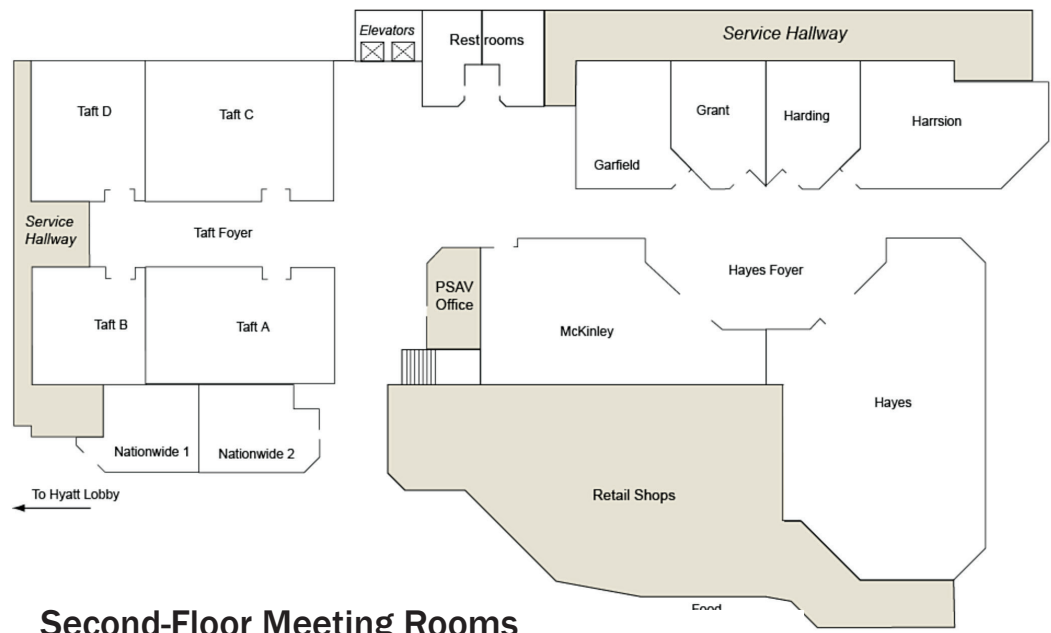 Elevators
Restrooms
Service Hallway
Taft D
Taft C
Grant
Harding
Harrsion
Garfield
Service
Hallway
Taft Foyer
Hayes Foyer
PSAV
Office
Taft B
Taft A
McKinley
Hayes
Nationwide 1
Nationwide 2
To Hyatt Lobby
Retail Shops
Food
Second-Floor Meeting Rooms